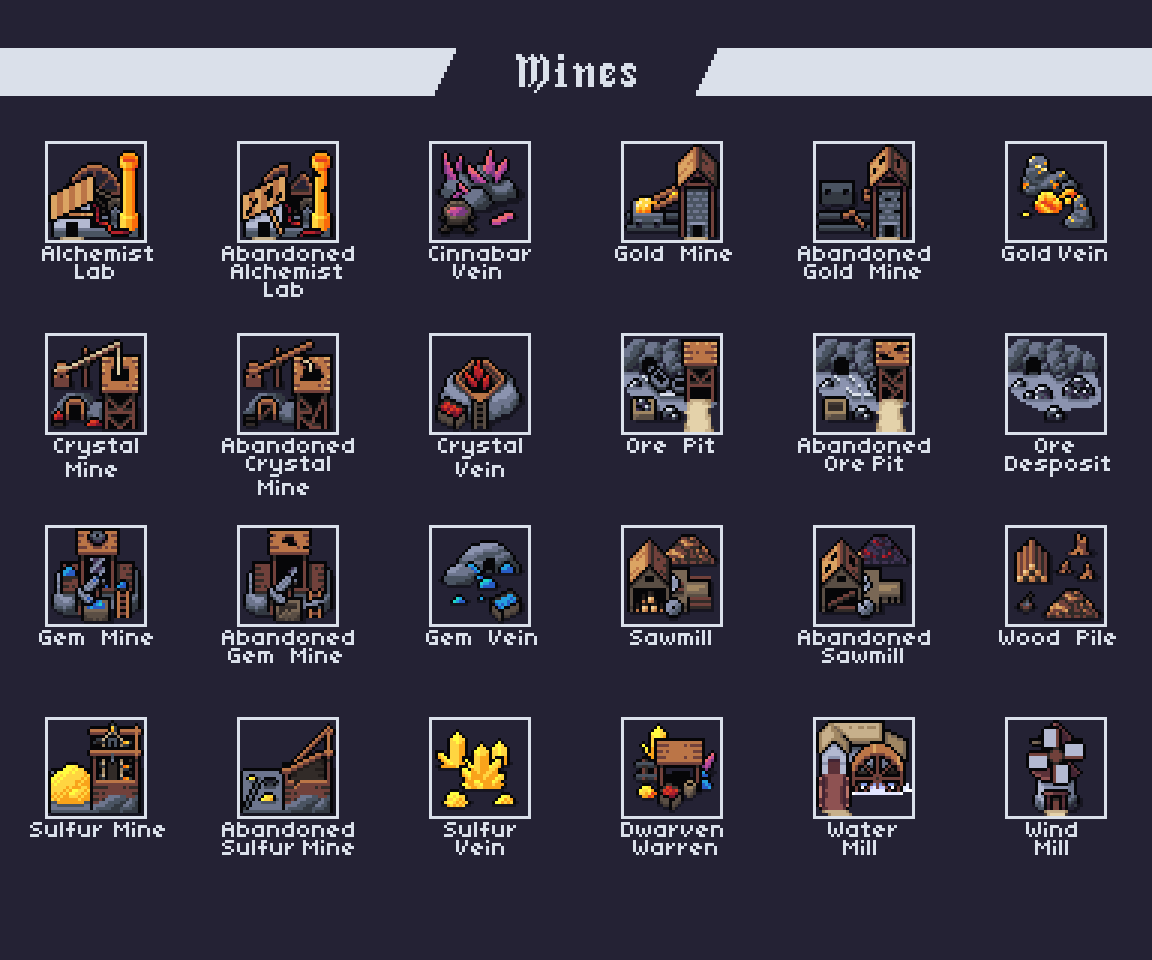 Mines
Alchemist
Lab
Abandoned
Alchemist
Lab
Cinnabar
Vein
Gold Mine
Abandoned
Gold Mine
Gold Vein
Crystal
Mine
Abandoned
Crystal
Mine
Crystal
Vein
Ore Pit
Abandoned
Ore Pit
Ore
Desposit
Gem Mine
Abandoned
Gem Mine
Gem Vein
Sawmill
Abandoned
Sawmill
Wood Pile
Sulfur Mine
Abandoned
Sulfur Mine
Sulfur
Vein
Dwarven
Warren
Water
Mill
Wind
Mill